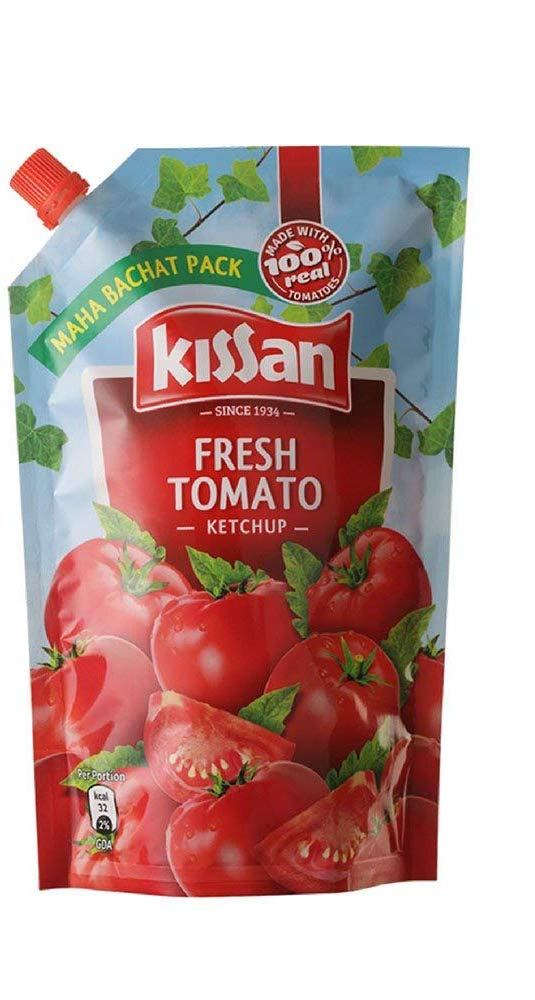 MAHA BACHAT PACK
MADE WITH
100%
real
TOMATOES
kissan
— SINCE 1934 —
FRESH
TOMATO
— KETCHUP —
Per Portion
kcal
32
2%
GDA